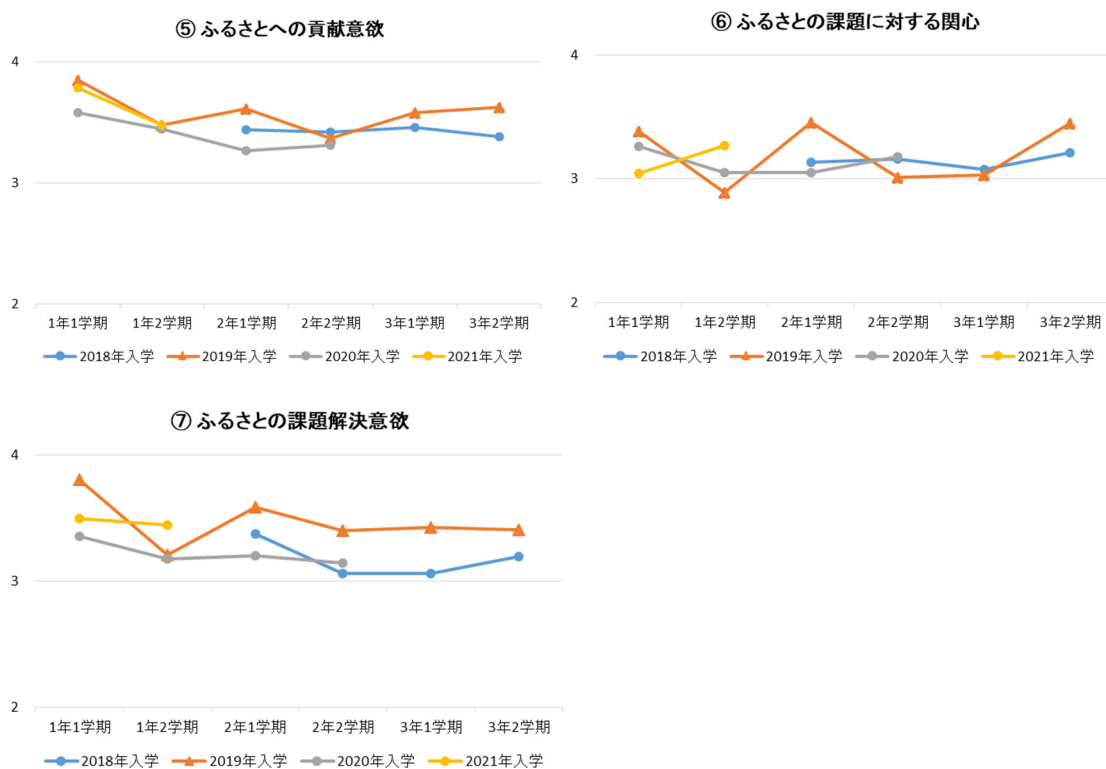 ⑤ ふるさとへの貢献意欲
4
3
2
1年1学期 1年2学期 2年1学期 2年2学期 3年1学期 3年2学期
2018年入学 2019年入学 2020年入学 2021年入学
⑥ ふるさとの課題に対する関心
4
3
2
1年1学期 1年2学期 2年1学期 2年2学期 3年1学期 3年2学期
2018年入学 2019年入学 2020年入学 2021年入学
⑦ ふるさとの課題解決意欲
4
3
2
1年1学期 1年2学期 2年1学期 2年2学期 3年1学期 3年2学期
2018年入学 2019年入学 2020年入学 2021年入学